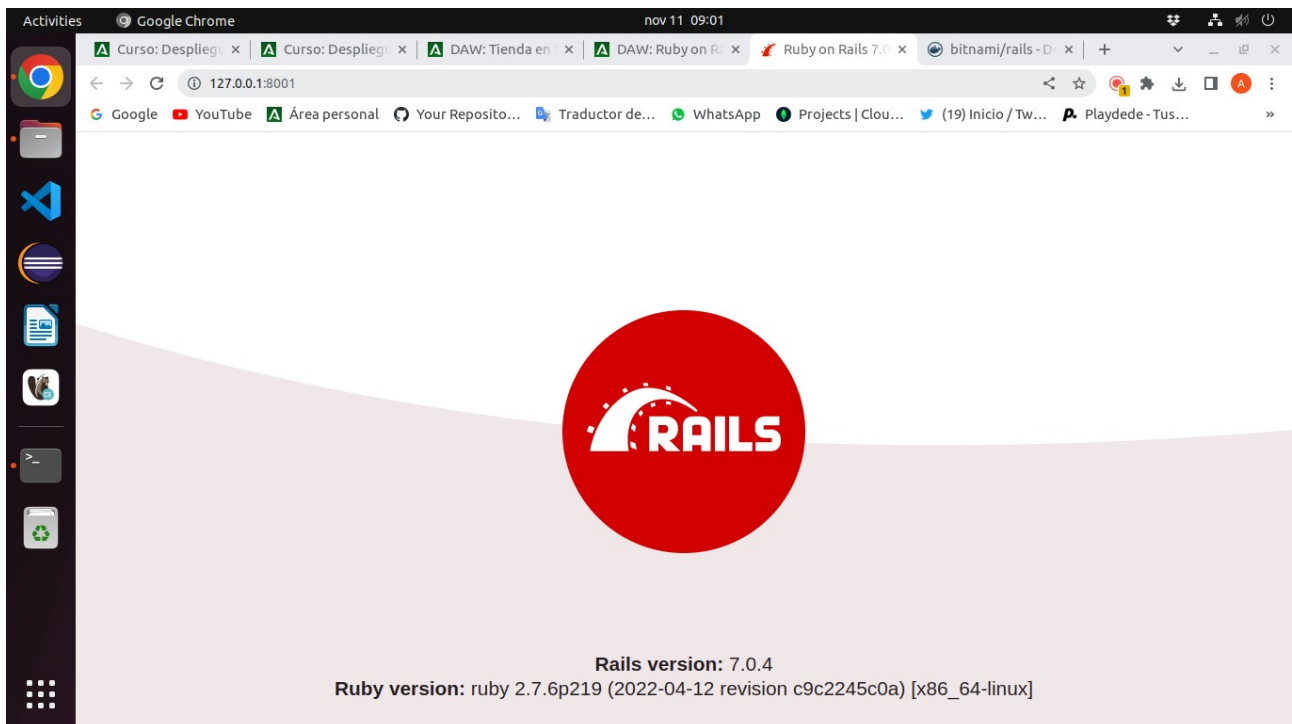 Activities Google Chrome nov 11 09:01
Curso: Desplieg Curso: Desplieg DAW: Tienda en DAW: Ruby on R Ruby on Rails 7.0 bitnami/rails - D
127.0.0.1:8001 1 A
Google YouTube Área personal Your Reposito... Traductor de... WhatsApp Projects | Clou... (19) Inicio / Tw... Playdede - Tus... »
RAILS
Rails version: 7.0.4
Ruby version: ruby 2.7.6p219 (2022-04-12 revision c9c2245c0a) [x86_64-linux]